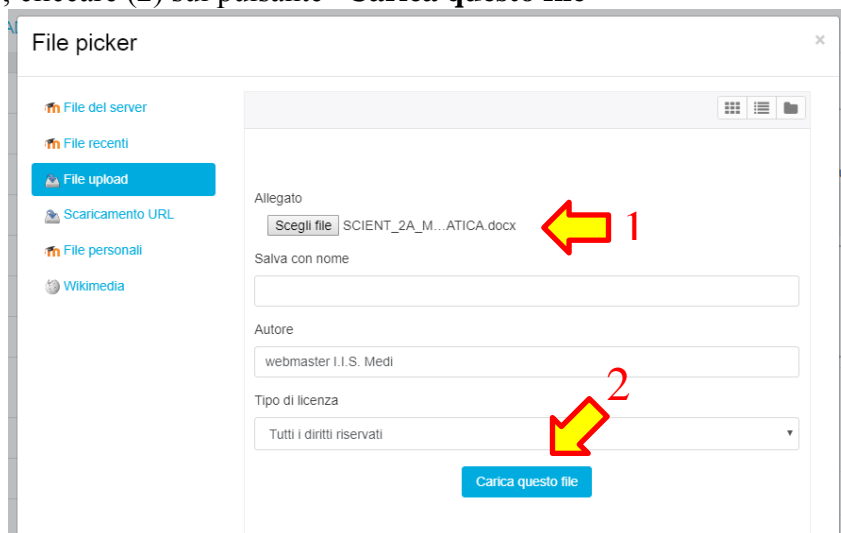 , cliccare (2) sul pulsante "Carica questo file"
File picker
×
File del server
File recenti
File upload
Scaricamento URL
File personali
Wikimedia
Allegato
Scegli file SCIENT_2A_M...ATICA.docx
1
Salva con nome
Autore
webmaster I.I.S. Medi
2
Tipo di licenza
Tutti i diritti riservati
Carica questo file